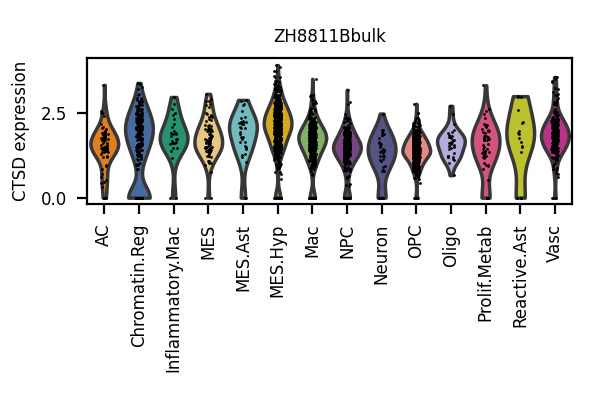 ZH8811Bbulk
CTSD expression
2.5
0.0
AC
Chromatin.Reg
Inflammatory.Mac
MES
MES.Ast
MES.Hyp
Mac
NPC
Neuron
OPC
Oligo
Prolif.Metab
Reactive.Ast
Vasc